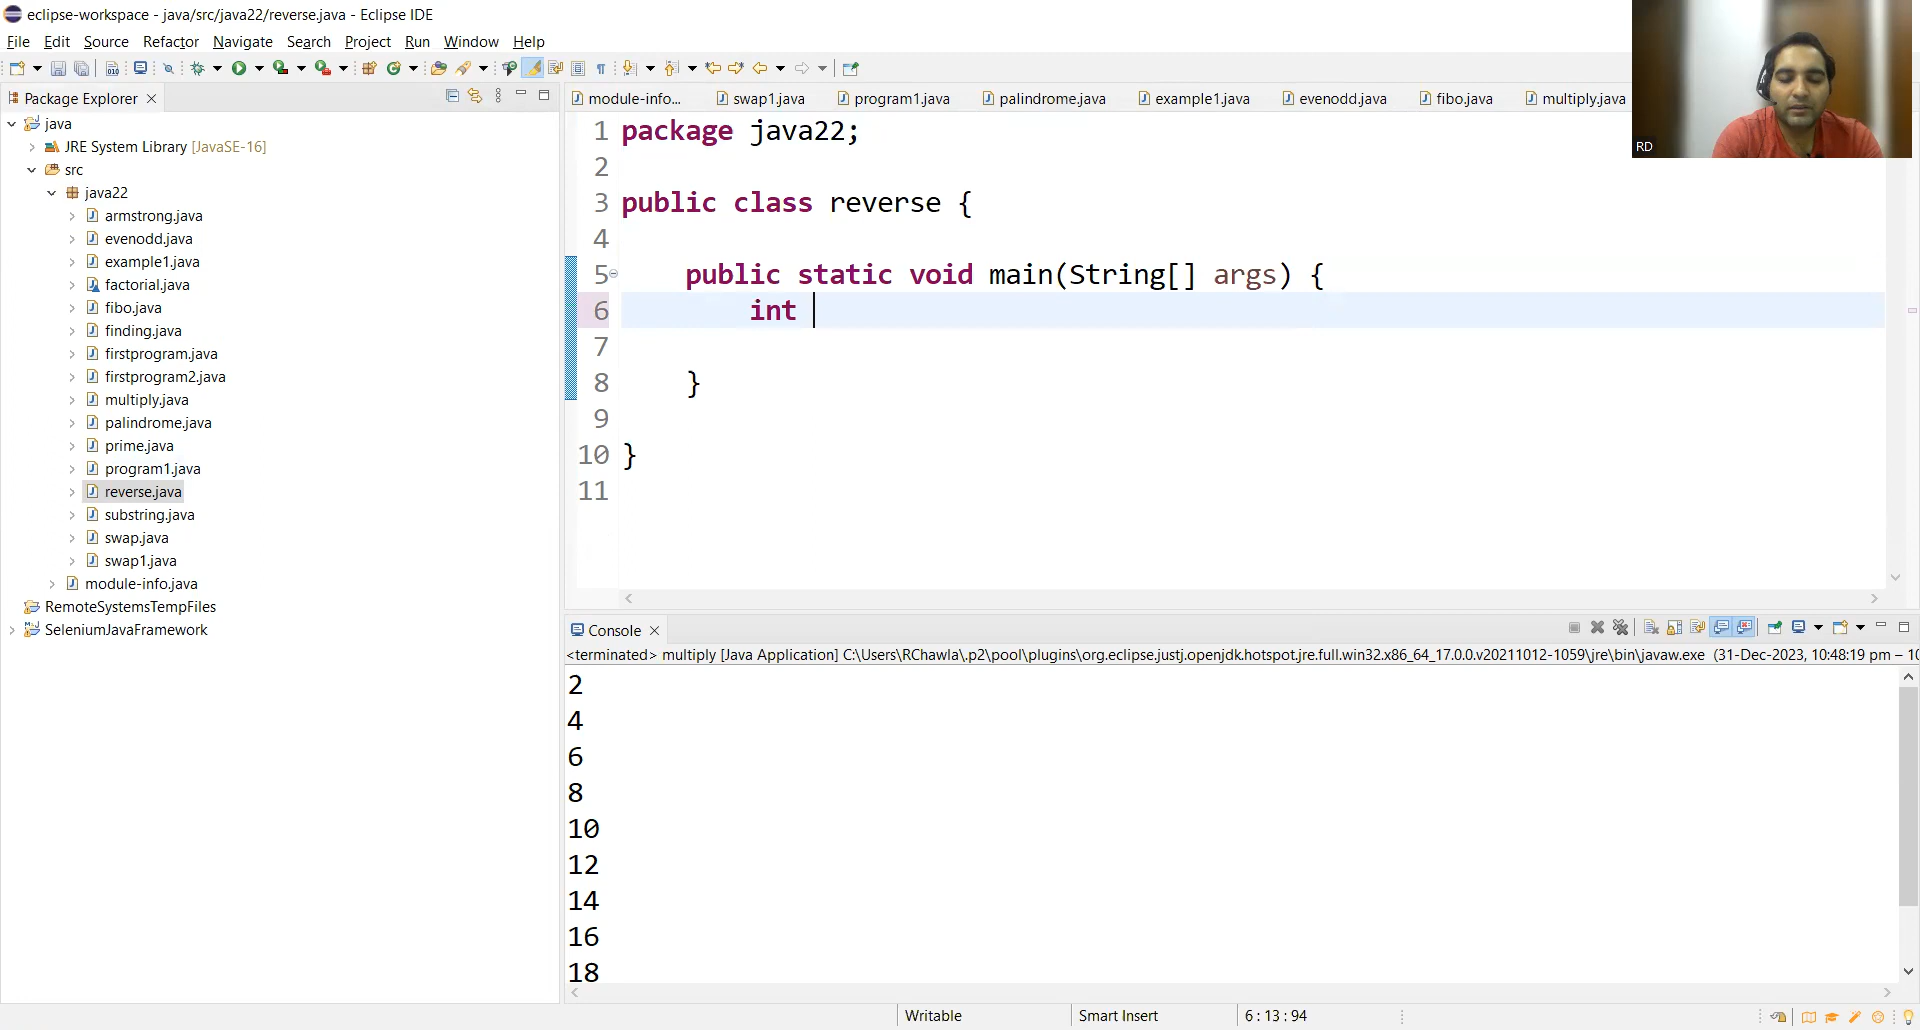 eclipse-workspace - java/src/java22/reverse.java - Eclipse IDE
File Edit Source Refactor Navigate Search Project Run Window Help
Package Explorer
java
JRE System Library [JavaSE-16]
src
java22
armstrong.java
evenodd.java
example1.java
factorial.java
fibo.java
finding.java
firstprogram.java
firstprogram2.java
multiply.java
palindrome.java
prime.java
program1.java
reverse.java
substring.java
swap.java
swap1.java
module-info.java
RemoteSystemsTempFiles
SeleniumJavaFramework
module-info... swap1.java program1.java palindrome.java example1.java evenodd.java fibo.java multiply.java
1 package java22;
2
3 public class reverse {
4
5 public static void main(String[] args) {
6 int
7
8 }
9
10 }
11
RD
Console
<terminated> multiply [Java Application] C:\Users\RChawla\.p2\pool\plugins\org.eclipse.justj.openjdk.hotspot.jre.full.win32.x86_64_17.0.0.v20211012-1059\jre\bin\javaw.exe (31-Dec-2023, 10:48:19 pm – 10
2
4
6
8
10
12
14
16
18
Writable Smart Insert 6 : 13 : 94